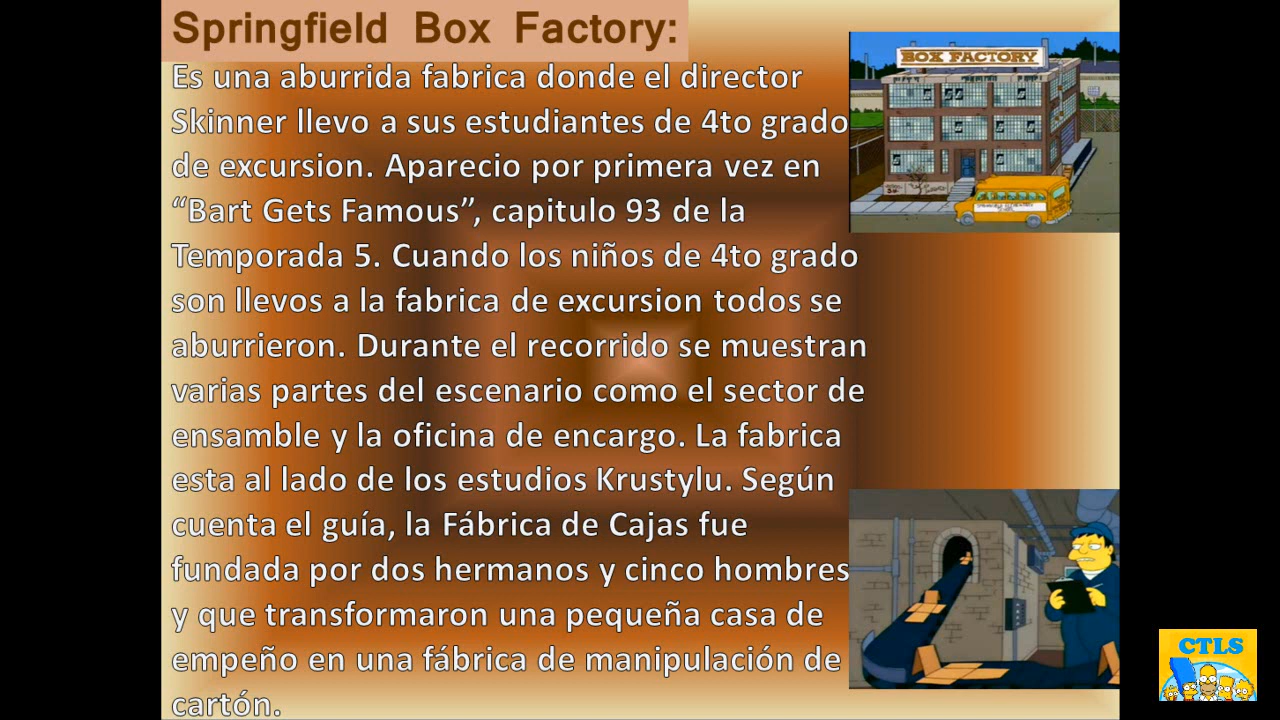 Springfield Box Factory:
Es una aburrida fabrica donde el director
Skinner llevo a sus estudiantes de 4to grado
de excursion. Aparecio por primera vez en
“Bart Gets Famous”, capitulo 93 de la
Temporada 5. Cuando los niños de 4to grado
son llevos a la fabrica de excursion todos se
aburrieron. Durante el recorrido se muestran
varias partes del escenario como el sector de
ensamble y la oficina de encargo. La fabrica
esta al lado de los estudios Krustylu. Según
cuenta el guía, la Fábrica de Cajas fue
fundada por dos hermanos y cinco hombres
y que transformaron una pequeña casa de
empeño en una fábrica de manipulación de
cartón.
BOX FACTORY
CTLS